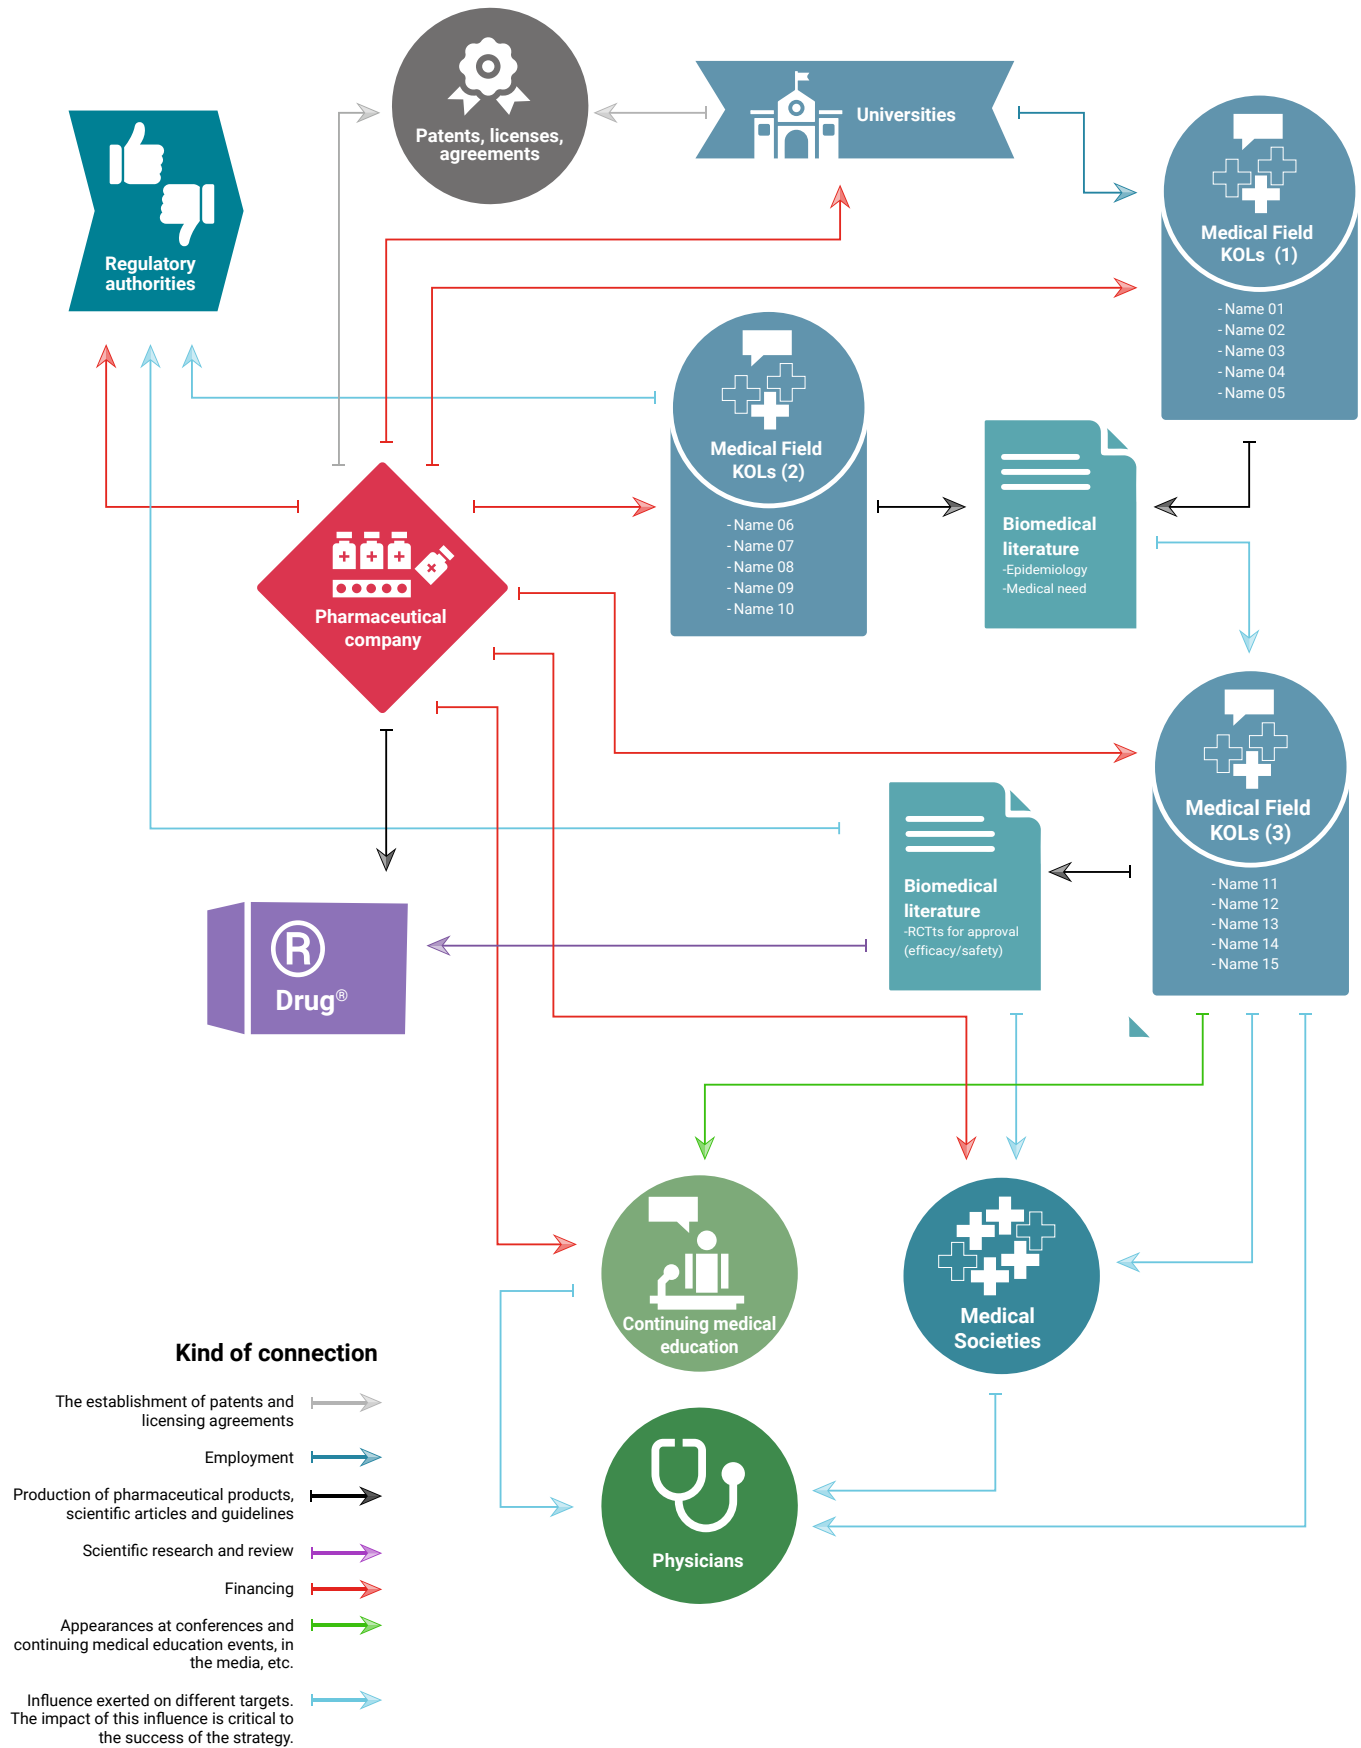 Patents, licenses,
agreements
Universities
Regulatory
authorities
Medical Field
KOLs (1)
- Name 01
- Name 02
- Name 03
- Name 04
- Name 05
Medical Field
KOLs (2)
- Name 06
- Name 07
- Name 08
- Name 09
- Name 10
Biomedical
literature
-Epidemiology
-Medical need
Pharmaceutical
company
Medical Field
KOLs (3)
- Name 11
- Name 12
- Name 13
- Name 14
- Name 15
Biomedical
literature
-RCTts for approval
(efficacy/safety)
®
Drug®
Continuing medical
education
Medical
Societies
Physicians
Kind of connection
The establishment of patents and
licensing agreements
Employment
Production of pharmaceutical products,
scientific articles and guidelines
Scientific research and review
Financing
Appearances at conferences and
continuing medical education events, in
the media, etc.
Influence exerted on different targets.
The impact of this influence is critical to
the success of the strategy.